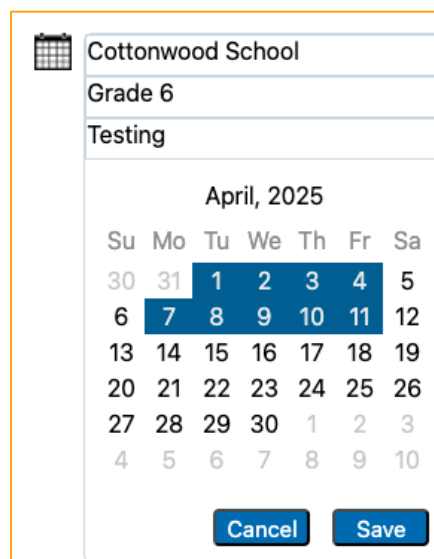 Cottonwood School
Grade 6
Testing
April, 2025
Su Mo Tu We Th Fr Sa
30 31 1 2 3 4 5
6 7 8 9 10 11 12
13 14 15 16 17 18 19
20 21 22 23 24 25 26
27 28 29 30 1 2 3
4 5 6 7 8 9 10
Cancel Save